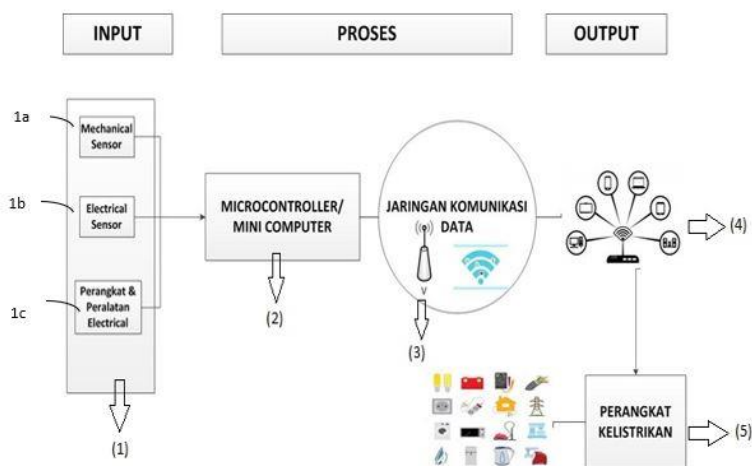 INPUT
PROSES
OUTPUT
1a
Mechanical
Sensor
1b
Electrical
Sensor
1c
Perangkat &
Peralatan
Electrical
(1)
MICROCONTROLLER/
MINI COMPUTER
(2)
JARINGAN KOMUNIKASI
DATA
V
(3)
(4)
PERANGKAT
KELISTRIKAN
(5)